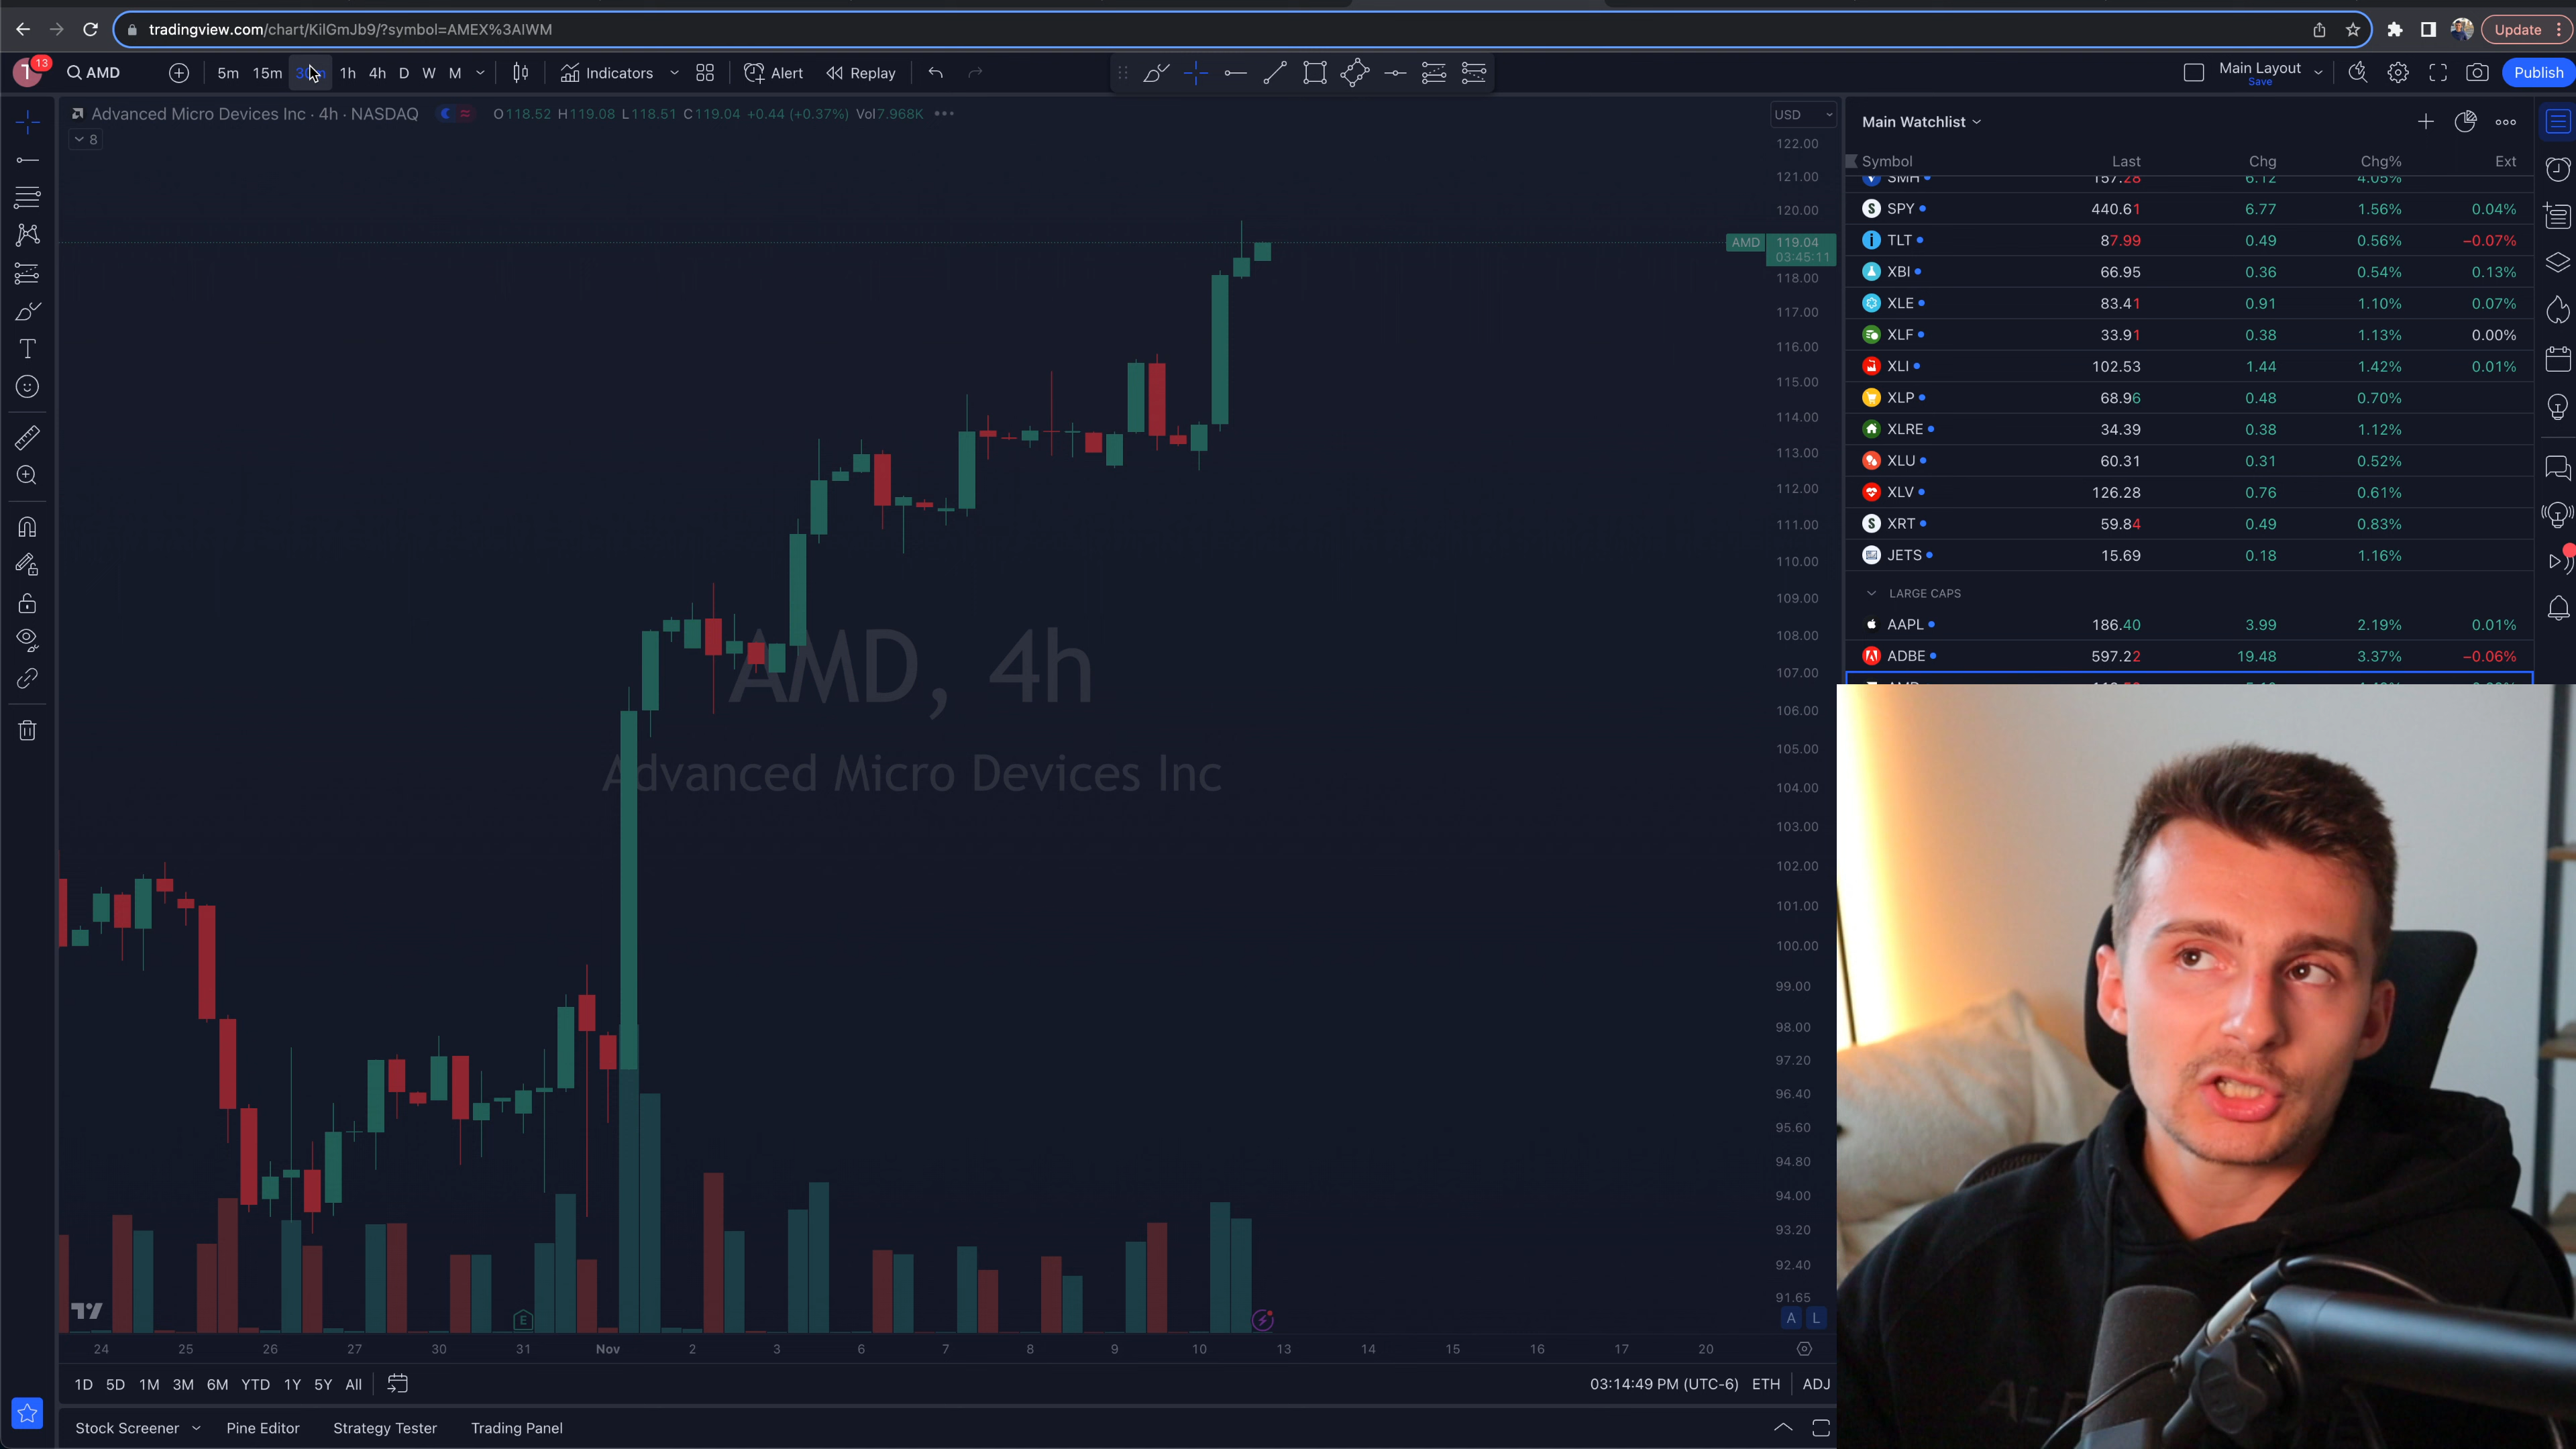 tradingview.com/chart/KilGmJb9/?symbol=AMEX%3AIWM
Update
T 13 AMD 5m 15m 30m 1h 4h D W M Indicators Alert Replay Main Layout Save Publish
Advanced Micro Devices Inc · 4h · NASDAQ O118.52 H119.08 L118.51 C119.04 +0.44 (+0.37%) Vol7.968K
8
USD
122.00
121.00
120.00
AMD 119.04
03:45:11
118.00
117.00
116.00
115.00
114.00
113.00
112.00
111.00
110.00
109.00
108.00
107.00
106.00
105.00
104.00
103.00
102.00
101.00
100.00
99.00
98.00
97.20
96.40
95.60
94.80
94.00
93.20
92.40
91.65
A L
AMD, 4h
Advanced Micro Devices Inc
E
24 25 26 27 30 31 Nov 2 3 6 7 8 9 10 13 14 15 16 17 20
1D 5D 1M 3M 6M YTD 1Y 5Y All 03:14:49 PM (UTC-6) ETH ADJ
Stock Screener Pine Editor Strategy Tester Trading Panel
Main Watchlist
Symbol Last Chg Chg% Ext
SMH 157.28 6.12 4.05%
SPY 440.61 6.77 1.56% 0.04%
TLT 87.99 0.49 0.56% −0.07%
XBI 66.95 0.36 0.54% 0.13%
XLE 83.41 0.91 1.10% 0.07%
XLF 33.91 0.38 1.13% 0.00%
XLI 102.53 1.44 1.42% 0.01%
XLP 68.96 0.48 0.70%
XLRE 34.39 0.38 1.12%
XLU 60.31 0.31 0.52%
XLV 126.28 0.76 0.61%
XRT 59.84 0.49 0.83%
JETS 15.69 0.18 1.16%
LARGE CAPS
AAPL 186.40 3.99 2.19% 0.01%
ADBE 597.22 19.48 3.37% −0.06%